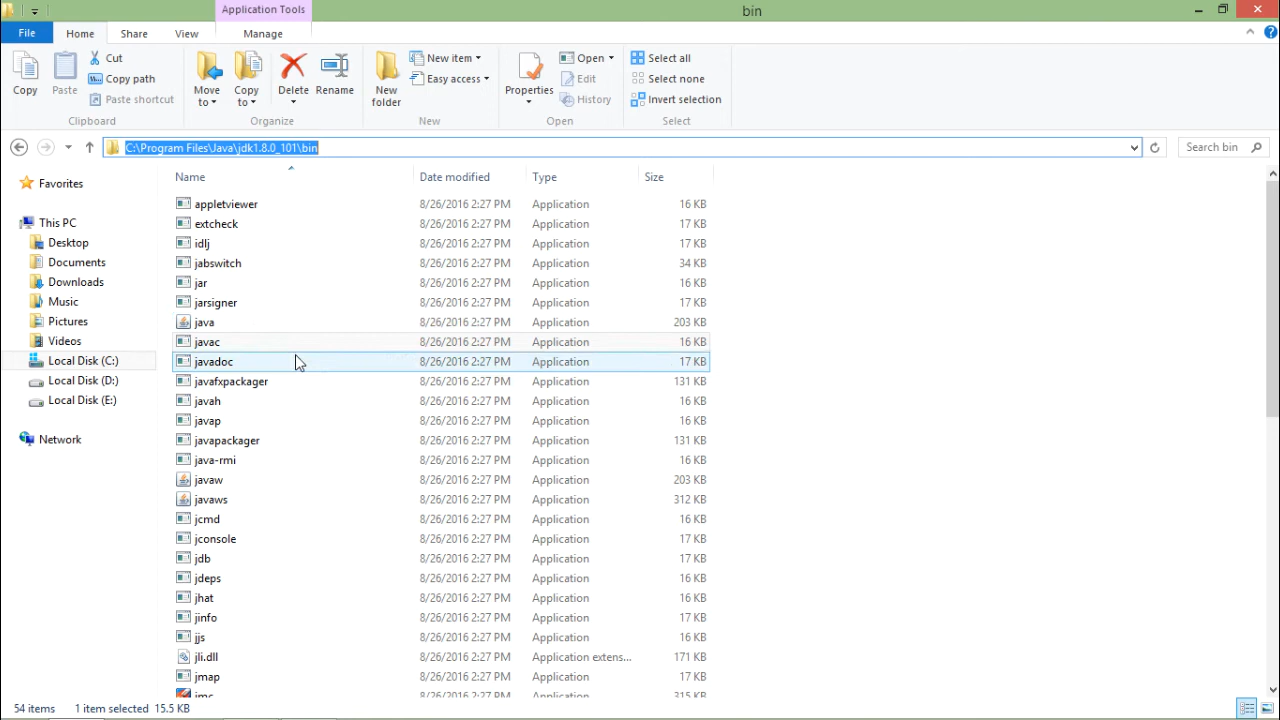 Application Tools
bin
File
Home
Share
View
Manage
Copy
Paste
Cut
Copy path
Paste shortcut
Clipboard
Move to
Copy to
Delete
Rename
Organize
New folder
New item
Easy access
New
Properties
Open
Edit
History
Open
Select all
Select none
Invert selection
Select
C:\Program Files\Java\jdk1.8.0_101\bin
Search bin
Favorites
This PC
Desktop
Documents
Downloads
Music
Pictures
Videos
Local Disk (C:)
Local Disk (D:)
Local Disk (E:)
Network
Name Date modified Type Size
appletviewer 8/26/2016 2:27 PM Application 16 KB
extcheck 8/26/2016 2:27 PM Application 17 KB
idlj 8/26/2016 2:27 PM Application 16 KB
jabswitch 8/26/2016 2:27 PM Application 34 KB
jar 8/26/2016 2:27 PM Application 16 KB
jarsigner 8/26/2016 2:27 PM Application 17 KB
java 8/26/2016 2:27 PM Application 203 KB
javac 8/26/2016 2:27 PM Application 16 KB
javadoc 8/26/2016 2:27 PM Application 17 KB
javafxpackager 8/26/2016 2:27 PM Application 131 KB
javah 8/26/2016 2:27 PM Application 16 KB
javap 8/26/2016 2:27 PM Application 16 KB
javapackager 8/26/2016 2:27 PM Application 131 KB
java-rmi 8/26/2016 2:27 PM Application 16 KB
javaw 8/26/2016 2:27 PM Application 203 KB
javaws 8/26/2016 2:27 PM Application 312 KB
jcmd 8/26/2016 2:27 PM Application 16 KB
jconsole 8/26/2016 2:27 PM Application 17 KB
jdb 8/26/2016 2:27 PM Application 17 KB
jdeps 8/26/2016 2:27 PM Application 16 KB
jhat 8/26/2016 2:27 PM Application 16 KB
jinfo 8/26/2016 2:27 PM Application 17 KB
jjs 8/26/2016 2:27 PM Application 16 KB
jli.dll 8/26/2016 2:27 PM Application extens... 171 KB
jmap 8/26/2016 2:27 PM Application 17 KB
jmc 8/26/2016 2:27 PM Application 315 KB
54 items 1 item selected 15.5 KB